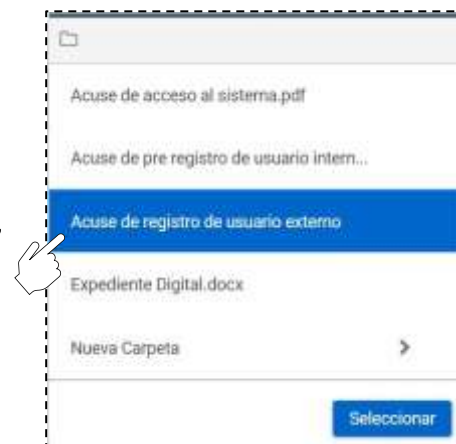 Acuse de acceso al sistema.pdf
Acuse de pre registro de usuario intern...
Acuse de registro de usuario externo
Expediente Digital.docx
Nueva Carpeta
Seleccionar